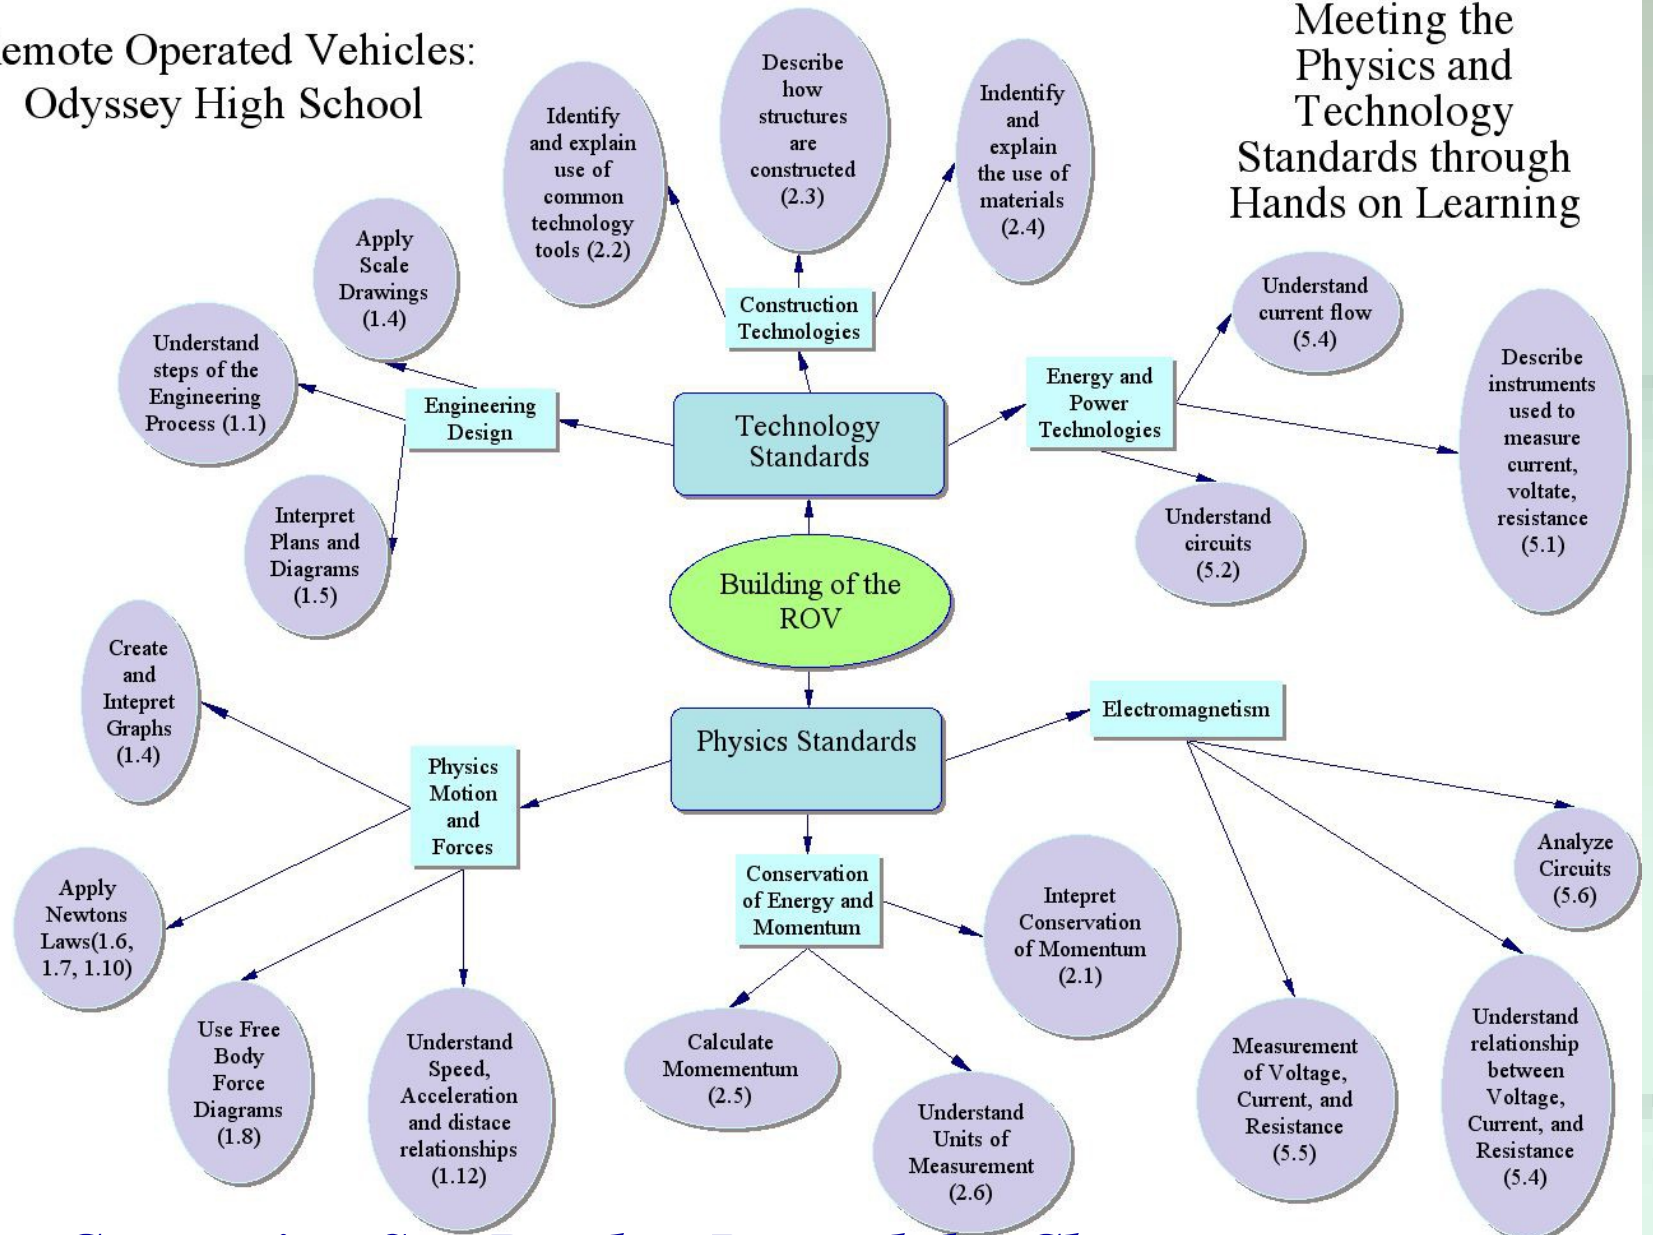 emote Operated Vehicles:
Odyssey High School
Meeting the
Physics and
Technology
Standards through
Hands on Learning
Identify
and explain
use of
common
technology
tools (2.2)
Describe
how
structures
are
constructed
(2.3)
Indentify
and
explain
the use of
materials
(2.4)
Apply
Scale
Drawings
(1.4)
Understand
steps of the
Engineering
Process (1.1)
Interpret
Plans and
Diagrams
(1.5)
Engineering
Design
Construction
Technologies
Technology
Standards
Energy and
Power
Technologies
Understand
current flow
(5.4)
Describe
instruments
used to
measure
current,
voltate,
resistance
(5.1)
Understand
circuits
(5.2)
Building of the
ROV
Physics Standards
Create
and
Intepret
Graphs
(1.4)
Physics
Motion
and
Forces
Apply
Newtons
Laws(1.6,
1.7, 1.10)
Use Free
Body
Force
Diagrams
(1.8)
Understand
Speed,
Acceleration
and distace
relationships
(1.12)
Conservation
of Energy and
Momentum
Calculate
Momementum
(2.5)
Understand
Units of
Measurement
(2.6)
Intepret
Conservation
of Momentum
(2.1)
Electromagnetism
Measurement
of Voltage,
Current, and
Resistance
(5.5)
Understand
relationship
between
Voltage,
Current, and
Resistance
(5.4)
Analyze
Circuits
(5.6)